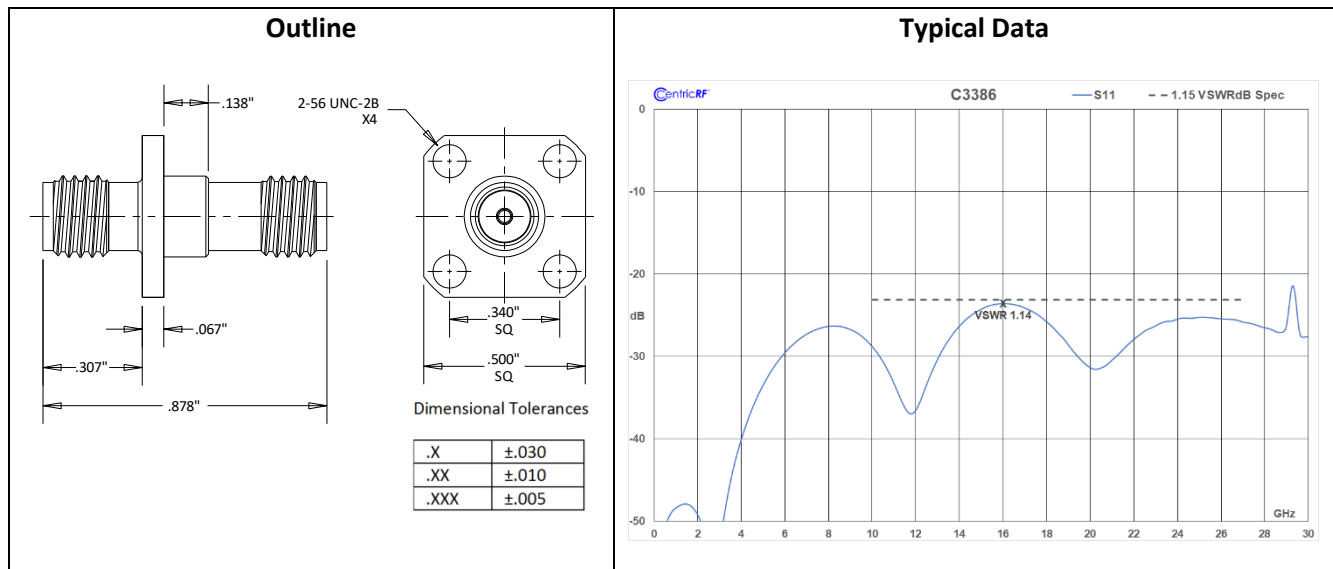 Outline
.138"
2-56 UNC-2B
X4
.067"
.307"
.878"
.340"
SQ
.500"
SQ
Dimensional Tolerances
.X ±.030
.XX ±.010
.XXX ±.005
Typical Data
CentricRF
C3386
S11
1.15 VSWRdB Spec
0
-10
-20
dB
-30
-40
-50
VSWR 1.14
GHz
0 2 4 6 8 10 12 14 16 18 20 22 24 26 28 30